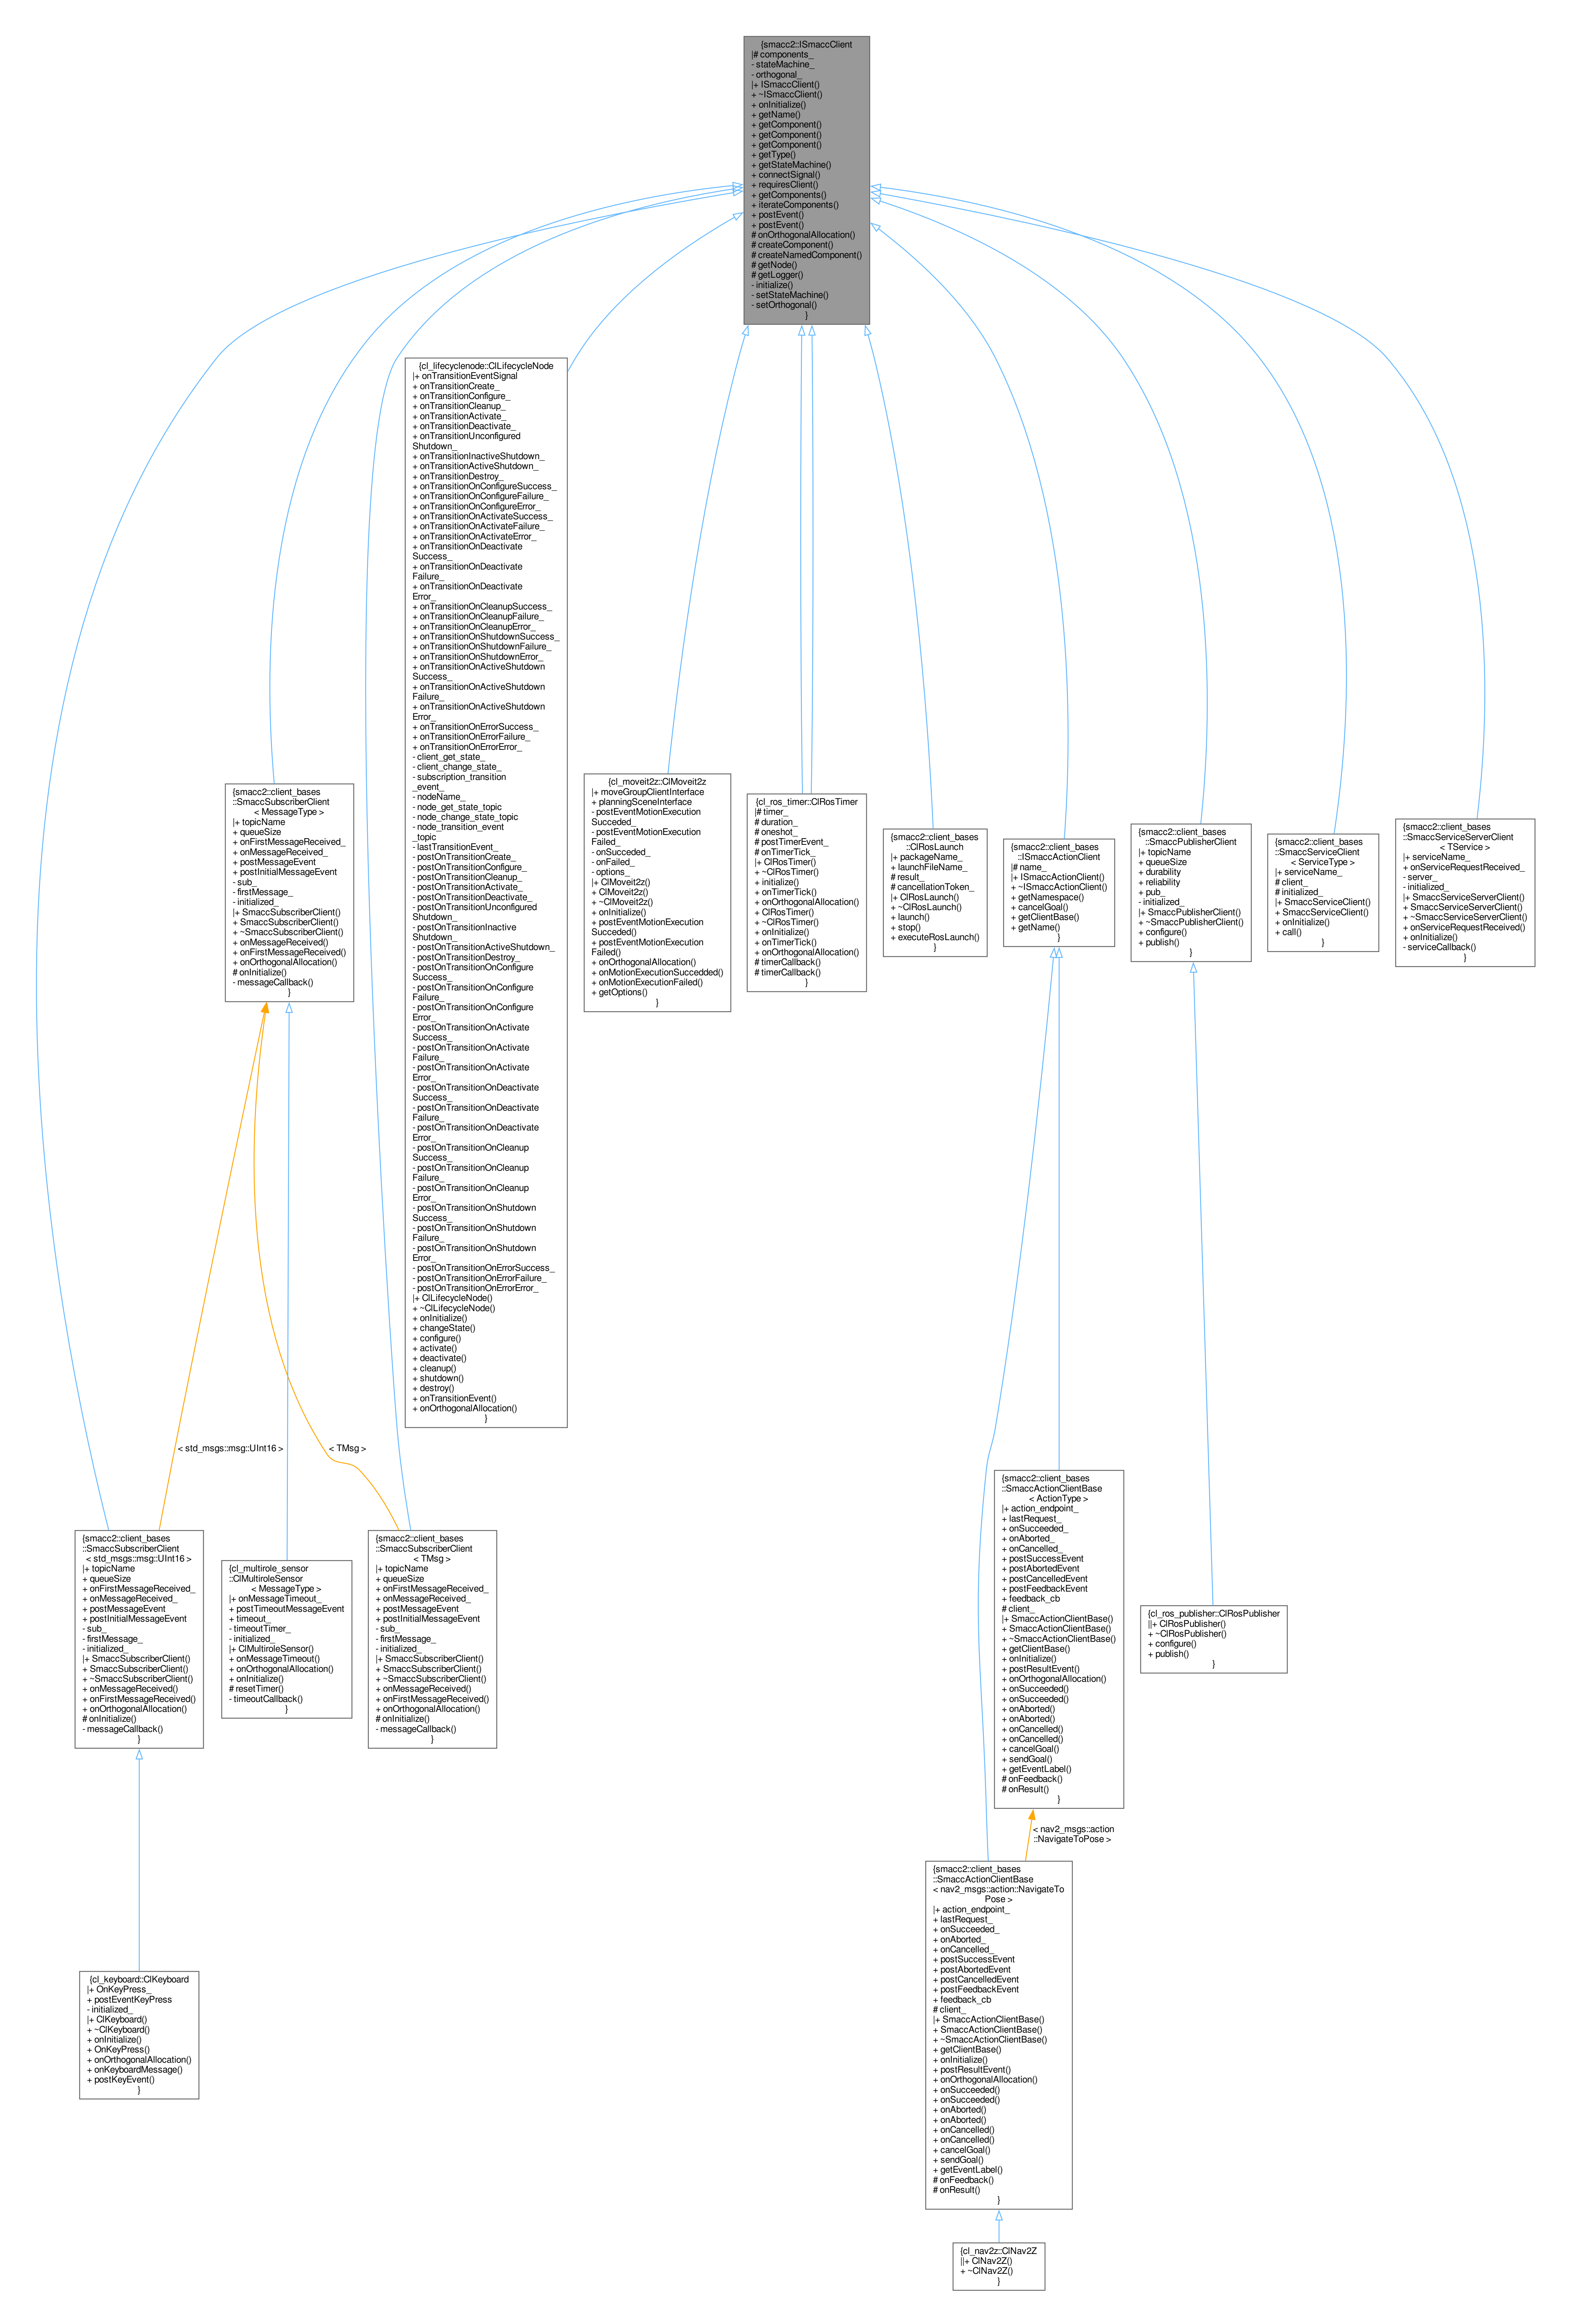 {smacc2::ISmaccClient
|# components_
- stateMachine_
- orthogonal_
|+ ISmaccClient()
+ ~ISmaccClient()
+ onInitialize()
+ getName()
+ getComponent()
+ getComponent()
+ getComponent()
+ getType()
+ getStateMachine()
+ connectSignal()
+ requiresClient()
+ getComponents()
+ iterateComponents()
+ postEvent()
+ postEvent()
# onOrthogonalAllocation()
# createComponent()
# createNamedComponent()
# getNode()
# getLogger()
- initialize()
- setStateMachine()
- setOrthogonal()
}
{cl_lifecyclenode::ClLifecycleNode
|+ onTransitionEventSignal
+ onTransitionCreate_
+ onTransitionConfigure_
+ onTransitionCleanup_
+ onTransitionActivate_
+ onTransitionDeactivate_
+ onTransitionUnconfigured
Shutdown_
+ onTransitionInactiveShutdown_
+ onTransitionActiveShutdown_
+ onTransitionDestroy_
+ onTransitionOnConfigureSuccess_
+ onTransitionOnConfigureFailure_
+ onTransitionOnConfigureError_
+ onTransitionOnActivateSuccess_
+ onTransitionOnActivateFailure_
+ onTransitionOnActivateError_
+ onTransitionOnDeactivate
Success_
+ onTransitionOnDeactivate
Failure_
+ onTransitionOnDeactivate
Error_
+ onTransitionOnCleanupSuccess_
+ onTransitionOnCleanupFailure_
+ onTransitionOnCleanupError_
+ onTransitionOnShutdownSuccess_
+ onTransitionOnShutdownFailure_
+ onTransitionOnShutdownError_
+ onTransitionOnActiveShutdown
Success_
+ onTransitionOnActiveShutdown
Failure_
+ onTransitionOnActiveShutdown
Error_
+ onTransitionOnErrorSuccess_
+ onTransitionOnErrorFailure_
+ onTransitionOnErrorError_
- client_get_state_
- client_change_state_
- subscription_transition
_event_
- nodeName_
- node_get_state_topic
- node_change_state_topic
- node_transition_event
_topic
- lastTransitionEvent_
- postOnTransitionCreate_
- postOnTransitionConfigure_
- postOnTransitionCleanup_
- postOnTransitionActivate_
- postOnTransitionDeactivate_
- postOnTransitionUnconfigured
Shutdown_
- postOnTransitionInactive
Shutdown_
- postOnTransitionActiveShutdown_
- postOnTransitionDestroy_
- postOnTransitionOnConfigure
Success_
- postOnTransitionOnConfigure
Failure_
- postOnTransitionOnConfigure
Error_
- postOnTransitionOnActivate
Success_
- postOnTransitionOnActivate
Failure_
- postOnTransitionOnActivate
Error_
- postOnTransitionOnDeactivate
Success_
- postOnTransitionOnDeactivate
Failure_
- postOnTransitionOnDeactivate
Error_
- postOnTransitionOnCleanup
Success_
- postOnTransitionOnCleanup
Failure_
- postOnTransitionOnCleanup
Error_
- postOnTransitionOnShutdown
Success_
- postOnTransitionOnShutdown
Failure_
- postOnTransitionOnShutdown
Error_
- postOnTransitionOnErrorSuccess_
- postOnTransitionOnErrorFailure_
- postOnTransitionOnErrorError_
|+ ClLifecycleNode()
+ ~ClLifecycleNode()
+ onInitialize()
+ changeState()
+ configure()
+ activate()
+ deactivate()
+ cleanup()
+ shutdown()
+ destroy()
+ onTransitionEvent()
+ onOrthogonalAllocation()
}
{smacc2::client_bases
::SmaccSubscriberClient
< MessageType >
|+ topicName
+ queueSize
+ onFirstMessageReceived_
+ onMessageReceived_
+ postMessageEvent
+ postInitialMessageEvent
- sub_
- firstMessage_
- initialized_
|+ SmaccSubscriberClient()
+ SmaccSubscriberClient()
+ ~SmaccSubscriberClient()
+ onMessageReceived()
+ onFirstMessageReceived()
+ onOrthogonalAllocation()
# onInitialize()
- messageCallback()
}
{cl_moveit2z::ClMoveit2z
|+ moveGroupClientInterface
+ planningSceneInterface
- postEventMotionExecution
Succeded_
- postEventMotionExecution
Failed_
- onSucceded_
- onFailed_
- options_
|+ ClMoveit2z()
+ ClMoveit2z()
+ ~ClMoveit2z()
+ onInitialize()
+ postEventMotionExecution
Succeded()
+ postEventMotionExecution
Failed()
+ onOrthogonalAllocation()
+ onMotionExecutionSuccedded()
+ onMotionExecutionFailed()
+ getOptions()
}
{cl_ros_timer::ClRosTimer
|# timer_
# duration_
# oneshot_
# postTimerEvent_
# onTimerTick_
|+ ClRosTimer()
+ ~ClRosTimer()
+ initialize()
+ onTimerTick()
+ onOrthogonalAllocation()
+ ClRosTimer()
+ ~ClRosTimer()
+ onInitialize()
+ onTimerTick()
+ onOrthogonalAllocation()
# timerCallback()
# timerCallback()
}
{smacc2::client_bases
::ClRosLaunch
|+ packageName_
+ launchFileName_
# result_
# cancellationToken_
|+ ClRosLaunch()
+ ~ClRosLaunch()
+ launch()
+ stop()
+ executeRosLaunch()
}
{smacc2::client_bases
::ISmaccActionClient
|# name_
|+ ISmaccActionClient()
+ ~ISmaccActionClient()
+ getNamespace()
+ cancelGoal()
+ getClientBase()
+ getName()
}
{smacc2::client_bases
::SmaccPublisherClient
|+ topicName
+ queueSize
+ durability
+ reliability
+ pub_
- initialized_
|+ SmaccPublisherClient()
+ ~SmaccPublisherClient()
+ configure()
+ publish()
}
{smacc2::client_bases
::SmaccServiceClient
< ServiceType >
|+ serviceName_
# client_
# initialized_
|+ SmaccServiceClient()
+ SmaccServiceClient()
+ onInitialize()
+ call()
}
{smacc2::client_bases
::SmaccServiceServerClient
< TService >
|+ serviceName_
+ onServiceRequestReceived_
- server_
- initialized_
|+ SmaccServiceServerClient()
+ SmaccServiceServerClient()
+ ~SmaccServiceServerClient()
+ onServiceRequestReceived()
+ onInitialize()
- serviceCallback()
}
< std_msgs::msg::UInt16 >
< TMsg >
{smacc2::client_bases
::SmaccSubscriberClient
< std_msgs::msg::UInt16 >
|+ topicName
+ queueSize
+ onFirstMessageReceived_
+ onMessageReceived_
+ postMessageEvent
+ postInitialMessageEvent
- sub_
- firstMessage_
- initialized_
|+ SmaccSubscriberClient()
+ SmaccSubscriberClient()
+ ~SmaccSubscriberClient()
+ onMessageReceived()
+ onFirstMessageReceived()
+ onOrthogonalAllocation()
# onInitialize()
- messageCallback()
}
{cl_multirole_sensor
::ClMultiroleSensor
< MessageType >
|+ onMessageTimeout_
+ postTimeoutMessageEvent
+ timeout_
- timeoutTimer_
- initialized_
|+ ClMultiroleSensor()
+ onMessageTimeout()
+ onOrthogonalAllocation()
+ onInitialize()
# resetTimer()
- timeoutCallback()
}
{smacc2::client_bases
::SmaccSubscriberClient
< TMsg >
|+ topicName
+ queueSize
+ onFirstMessageReceived_
+ onMessageReceived_
+ postMessageEvent
+ postInitialMessageEvent
- sub_
- firstMessage_
- initialized_
|+ SmaccSubscriberClient()
+ SmaccSubscriberClient()
+ ~SmaccSubscriberClient()
+ onMessageReceived()
+ onFirstMessageReceived()
+ onOrthogonalAllocation()
# onInitialize()
- messageCallback()
}
{smacc2::client_bases
::SmaccActionClientBase
< ActionType >
|+ action_endpoint_
+ lastRequest_
+ onSucceeded_
+ onAborted_
+ onCancelled_
+ postSuccessEvent
+ postAbortedEvent
+ postCancelledEvent
+ postFeedbackEvent
+ feedback_cb
# client_
|+ SmaccActionClientBase()
+ SmaccActionClientBase()
+ ~SmaccActionClientBase()
+ getClientBase()
+ onInitialize()
+ postResultEvent()
+ onOrthogonalAllocation()
+ onSucceeded()
+ onSucceeded()
+ onAborted()
+ onAborted()
+ onCancelled()
+ onCancelled()
+ cancelGoal()
+ sendGoal()
+ getEventLabel()
# onFeedback()
# onResult()
}
{cl_ros_publisher::ClRosPublisher
||+ ClRosPublisher()
+ ~ClRosPublisher()
+ configure()
+ publish()
}
< nav2_msgs::action
::NavigateToPose >
{smacc2::client_bases
::SmaccActionClientBase
< nav2_msgs::action::NavigateTo
Pose >
|+ action_endpoint_
+ lastRequest_
+ onSucceeded_
+ onAborted_
+ onCancelled_
+ postSuccessEvent
+ postAbortedEvent
+ postCancelledEvent
+ postFeedbackEvent
+ feedback_cb
# client_
|+ SmaccActionClientBase()
+ SmaccActionClientBase()
+ ~SmaccActionClientBase()
+ getClientBase()
+ onInitialize()
+ postResultEvent()
+ onOrthogonalAllocation()
+ onSucceeded()
+ onSucceeded()
+ onAborted()
+ onAborted()
+ onCancelled()
+ onCancelled()
+ cancelGoal()
+ sendGoal()
+ getEventLabel()
# onFeedback()
# onResult()
}
{cl_keyboard::ClKeyboard
|+ OnKeyPress_
+ postEventKeyPress
- initialized_
|+ ClKeyboard()
+ ~ClKeyboard()
+ onInitialize()
+ OnKeyPress()
+ onOrthogonalAllocation()
+ onKeyboardMessage()
+ postKeyEvent()
}
{cl_nav2z::ClNav2Z
||+ ClNav2Z()
+ ~ClNav2Z()
}